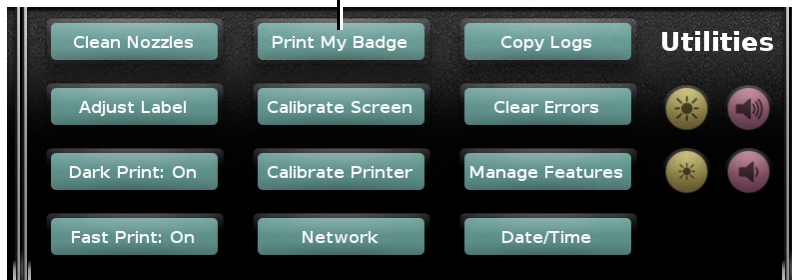 Clean Nozzles Print My Badge Copy Logs Utilities
Adjust Label Calibrate Screen Clear Errors
Dark Print: On Calibrate Printer Manage Features
Fast Print: On Network Date/Time